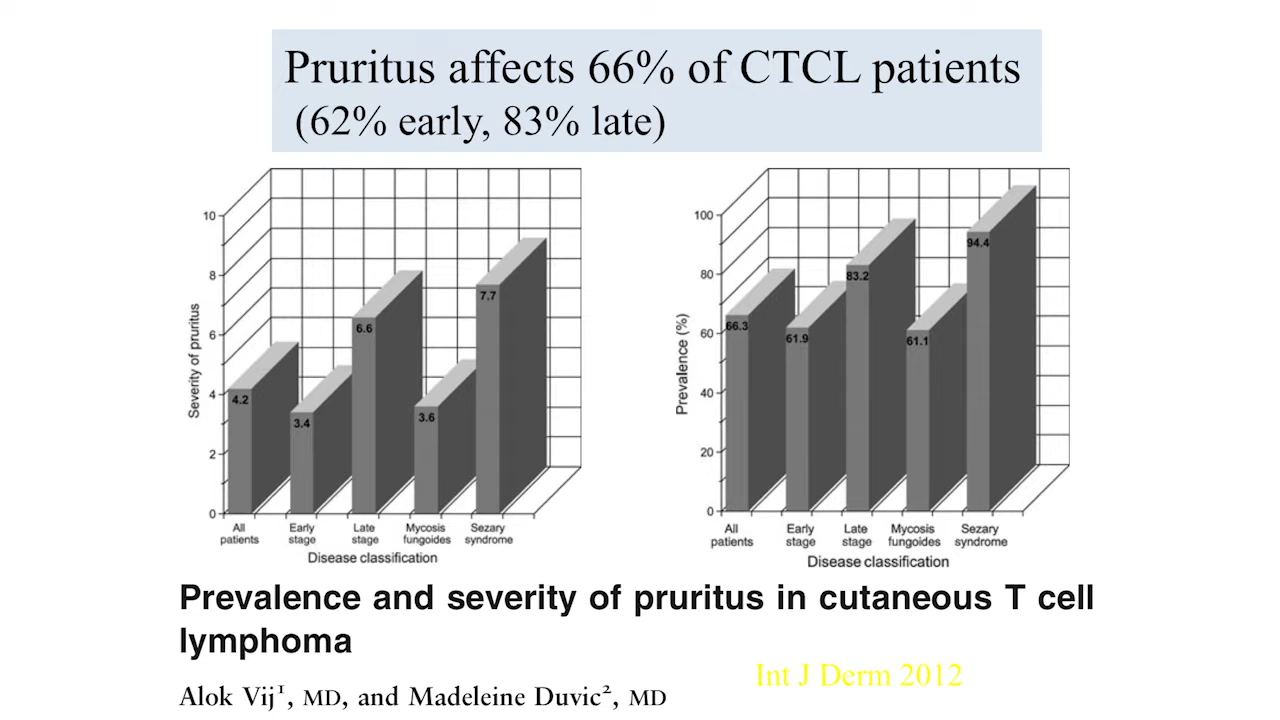 Pruritus affects 66% of CTCL patients
(62% early, 83% late)
Severity of pruritus
10
8
6
4
2
0
4.2
3.4
6.6
3.6
7.7
All patients
Early stage
Late stage
Mycosis fungoides
Sezary syndrome
Disease classification
Prevalence (%)
100
80
60
40
20
0
66.3
61.9
83.2
61.1
94.4
All patients
Early stage
Late stage
Mycosis fungoides
Sezary syndrome
Disease classification
Prevalence and severity of pruritus in cutaneous T cell
lymphoma
Int J Derm 2012
Alok Vij¹, MD, and Madeleine Duvic², MD